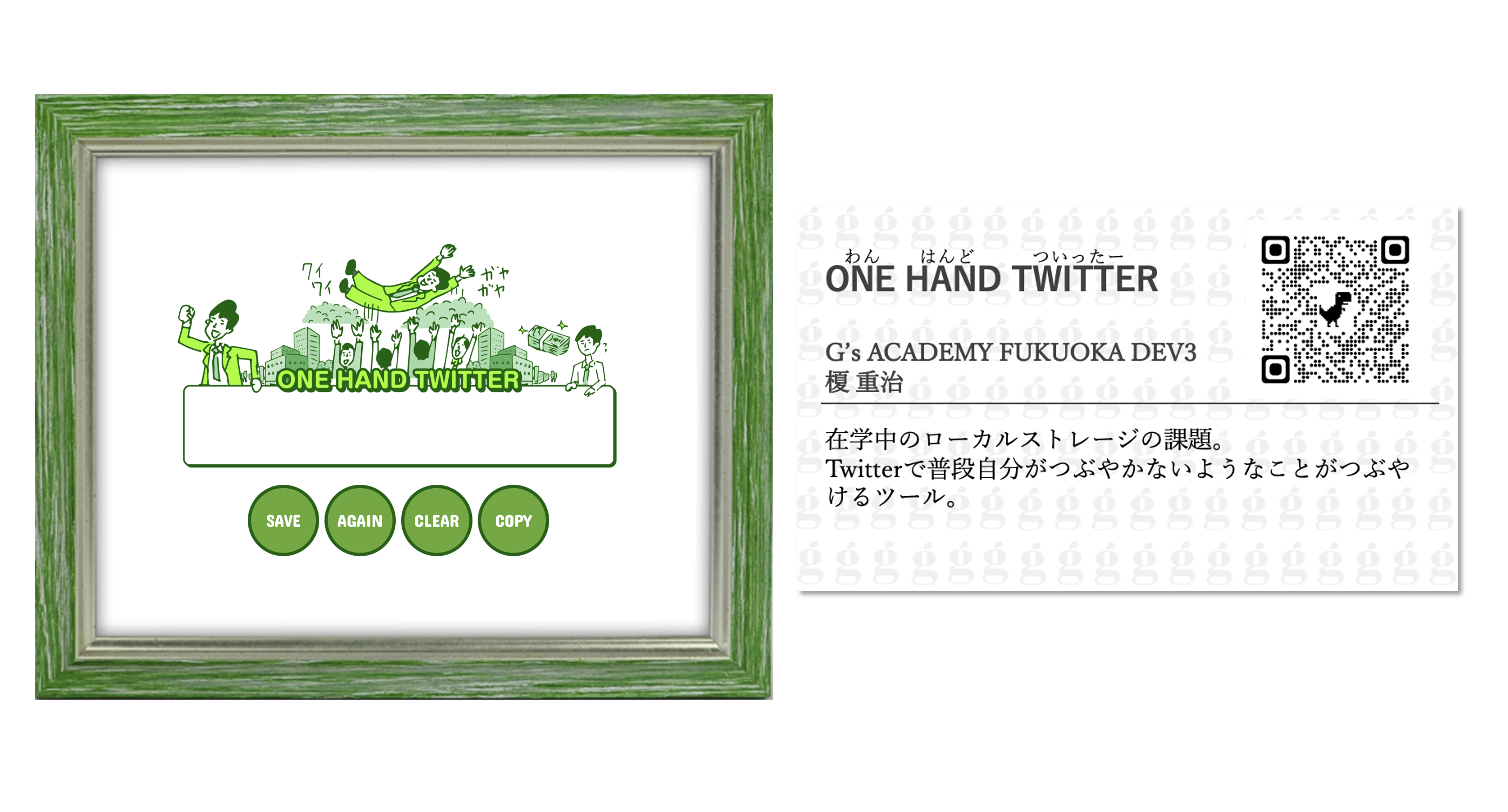 ワイ
ワイ
ガヤ
ガヤ
ONE HAND TWITTER
SAVE
AGAIN
CLEAR
COPY
わん はんど ついったー
ONE HAND TWITTER
G's ACADEMY FUKUOKA DEV3
榎 重治
在学中のローカルストレージの課題。
Twitterで普段自分がつぶやかないようなことがつぶや
けるツール。